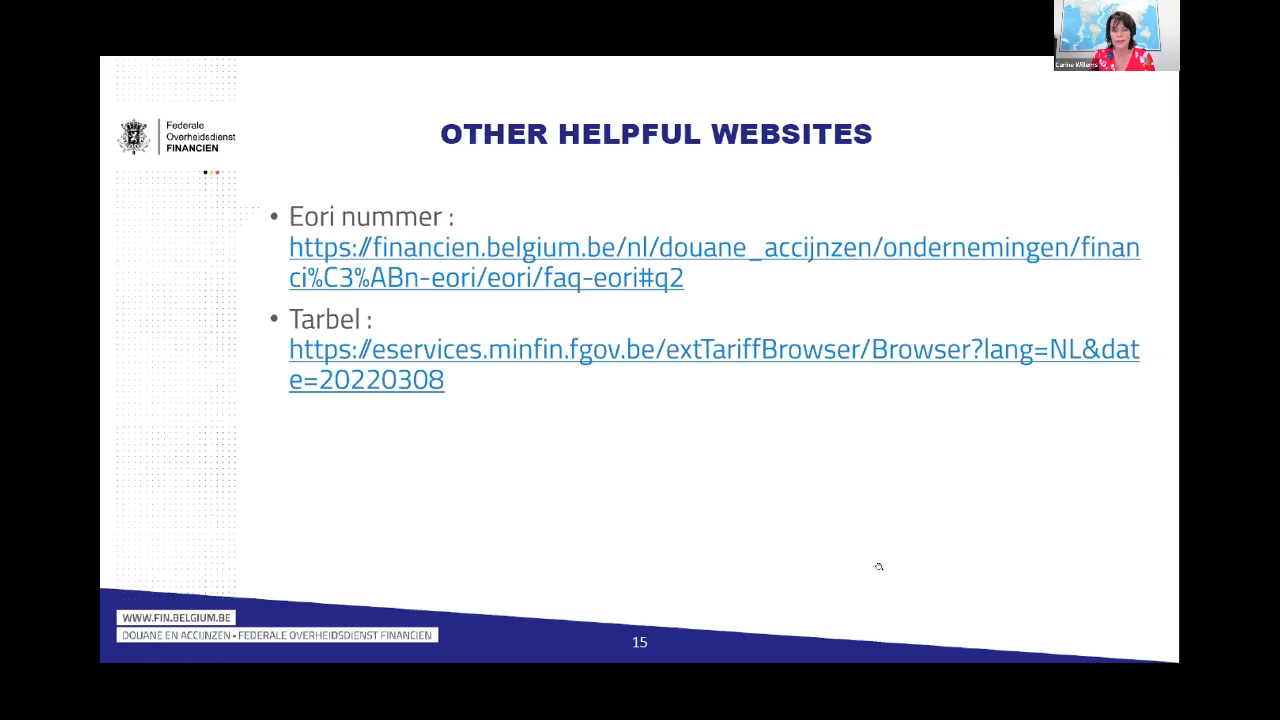 Carine Willems
Federale
Overheidsdienst
FINANCIEN
OTHER HELPFUL WEBSITES
• Eori nummer :
https://financien.belgium.be/nl/douane_accijnzen/ondernemingen/finan
ci%C3%ABn-eori/eori/faq-eori#q2
• Tarbel :
https://eservices.minfin.fgov.be/extTariffBrowser/Browser?lang=NL&dat
e=20220308
WWW.FIN.BELGIUM.BE
DOUANE EN ACCIJNZEN • FEDERALE OVERHEIDSDIENST FINANCIEN
15